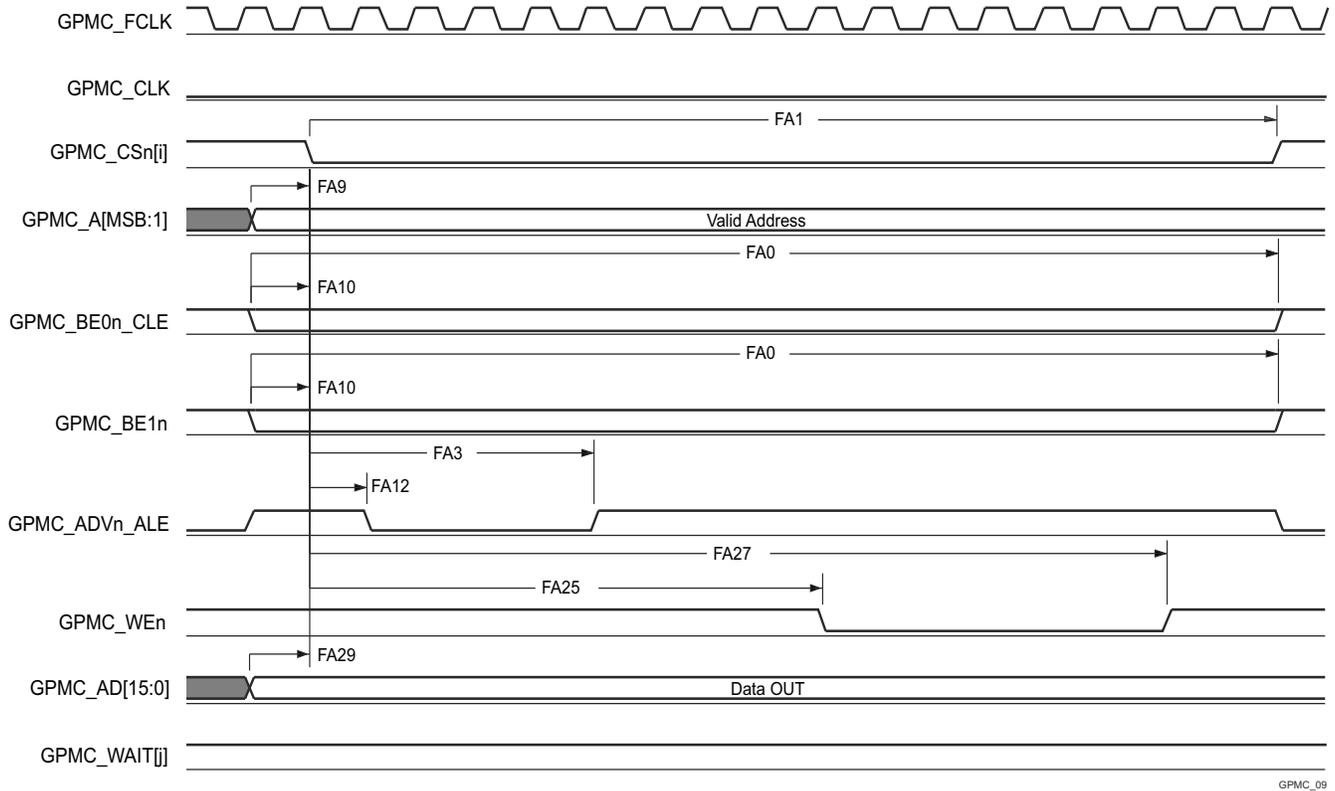 GPMC_FCLK
GPMC_CLK
FA1
GPMC_CSn[i]
FA9
GPMC_A[MSB:1]
Valid Address
FA0
FA10
GPMC_BE0n_CLE
FA0
FA10
GPMC_BE1n
FA3
FA12
GPMC_ADVn_ALE
FA27
FA25
GPMC_WEn
FA29
GPMC_AD[15:0]
Data OUT
GPMC_WAIT[j]
GPMC_09